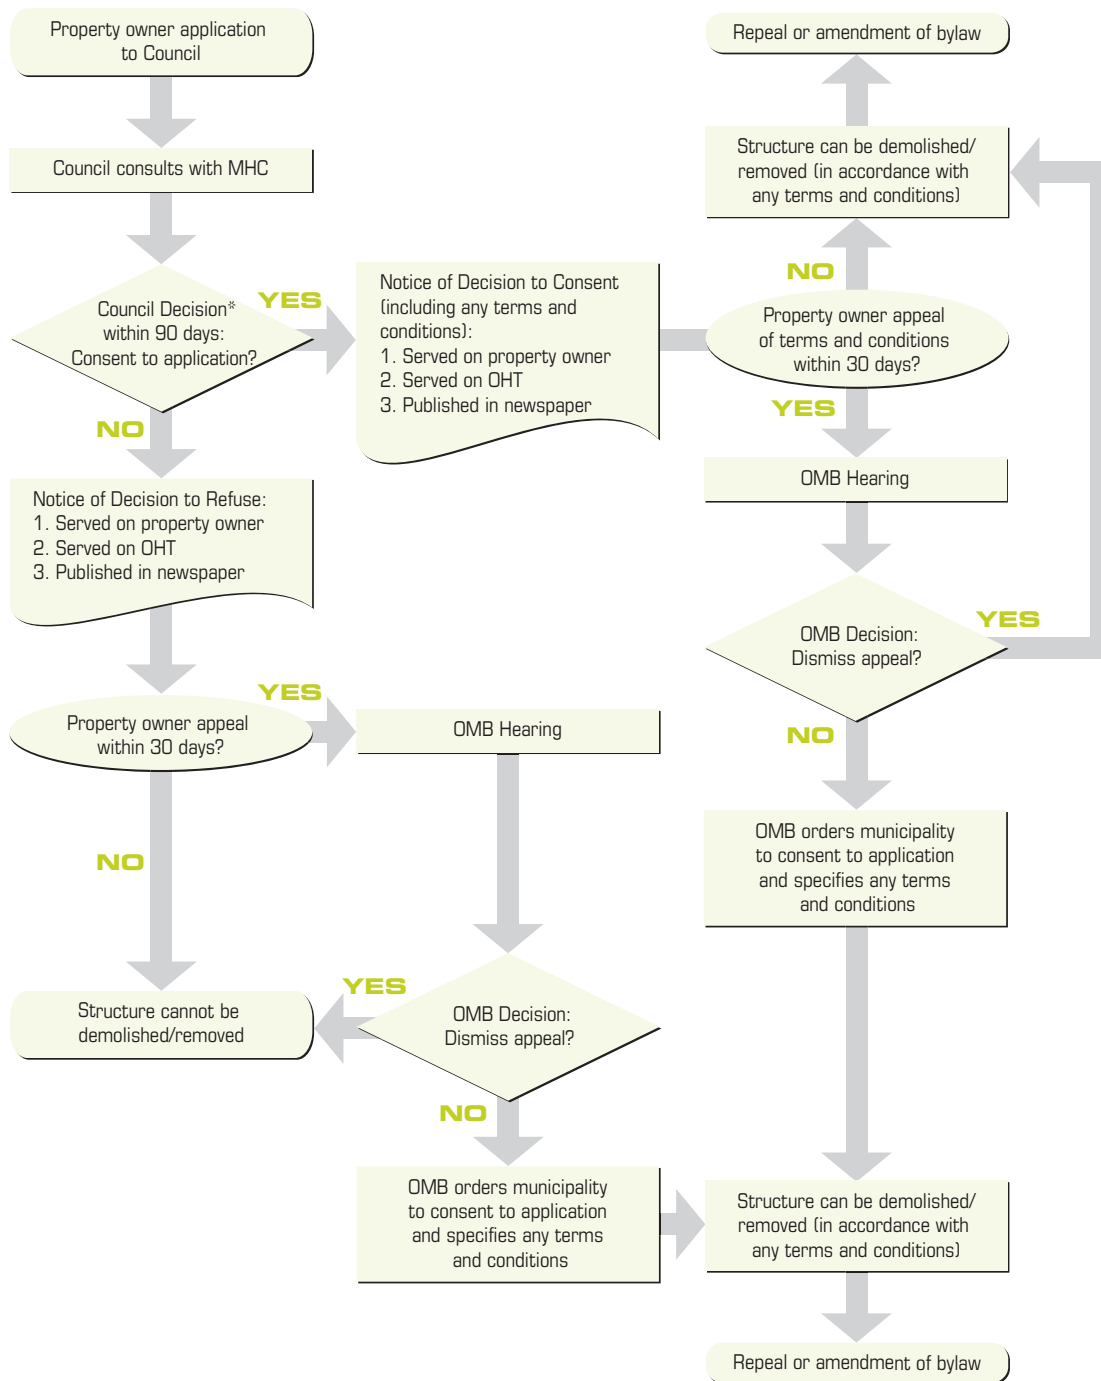 Property owner application
to Council
Council consults with MHC
Council Decision*
within 90 days:
Consent to application?
YES
NO
Notice of Decision to Consent
(including any terms and
conditions):
1. Served on property owner
2. Served on OHT
3. Published in newspaper
Notice of Decision to Refuse:
1. Served on property owner
2. Served on OHT
3. Published in newspaper
Property owner appeal
within 30 days?
YES
NO
OMB Hearing
Structure cannot be
demolished/removed
YES
OMB Decision:
Dismiss appeal?
NO
OMB orders municipality
to consent to application
and specifies any terms
and conditions
Repeal or amendment of bylaw
Structure can be demolished/
removed (in accordance with
any terms and conditions)
NO
Property owner appeal
of terms and conditions
within 30 days?
YES
OMB Hearing
OMB Decision:
Dismiss appeal?
YES
NO
OMB orders municipality
to consent to application
and specifies any terms
and conditions
Structure can be demolished/
removed (in accordance with
any terms and conditions)
Repeal or amendment of bylaw